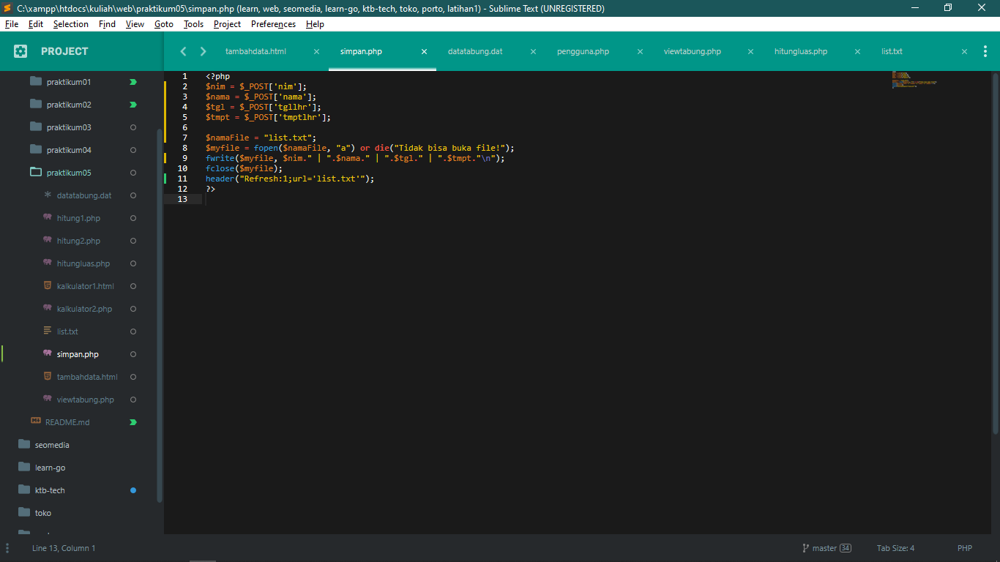 C:\xampp\htdocs\kuliah\web\praktikum05\simpan.php (learn, web, seomedia, learn-go, ktb-tech, toko, porto, latihan1) - Sublime Text (UNREGISTERED)
File Edit Selection Find View Goto Tools Project Preferences Help
PROJECT
tambahdata.html simpan.php datatabung.dat pengguna.php viewtabung.php hitungluas.php list.txt
praktikum01
praktikum02
praktikum03
praktikum04
praktikum05
datatabung.dat
hitung1.php
hitung2.php
hitungluas.php
kalkulator1.html
kalkulator2.php
list.txt
simpan.php
tambahdata.html
viewtabung.php
README.md
seomedia
learn-go
ktb-tech
toko
1 <?php
2 $nim = $_POST['nim'];
3 $nama = $_POST['nama'];
4 $tgl = $_POST['tgllhr'];
5 $tmpt = $_POST['tmptlhr'];
6
7 $namaFile = "list.txt";
8 $myfile = fopen($namaFile, "a") or die("Tidak bisa buka file!");
9 fwrite($myfile, $nim." | ".$nama." | ".$tgl." | ".$tmpt."\n");
10 fclose($myfile);
11 header("Refresh:1;url='list.txt'");
12 ?>
13
Line 13, Column 1 master 34 Tab Size: 4 PHP